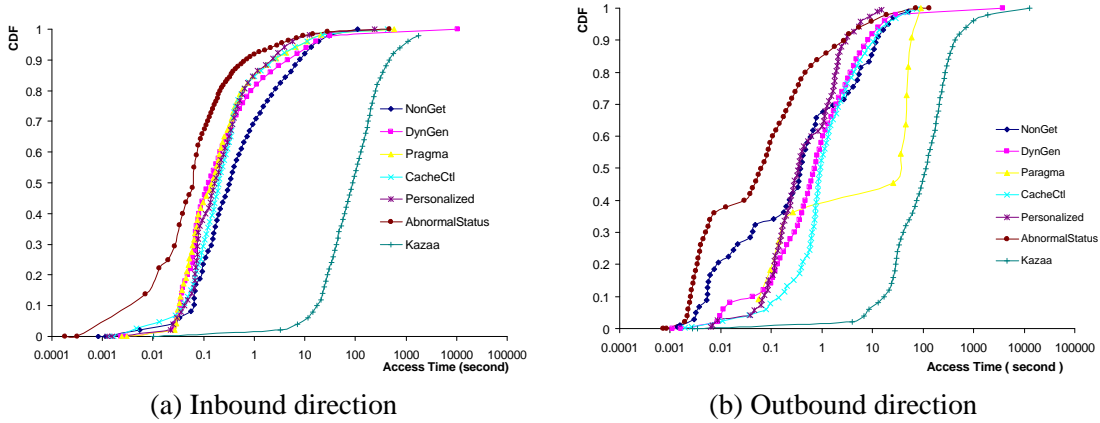 CDF
1
0.9
0.8
0.7
0.6
0.5
0.4
0.3
0.2
0.1
0
0.0001 0.001 0.01 0.1 1 10 100 1000 10000 100000
Access Time (second)
NonGet
DynGen
Pragma
CacheCtl
Personalized
AbnormalStatus
Kazaa
(a) Inbound direction
CDF
1
0.9
0.8
0.7
0.6
0.5
0.4
0.3
0.2
0.1
0
0.0001 0.001 0.01 0.1 1 10 100 1000 10000 100000
Access Time ( second )
NonGet
DynGen
Paragma
CacheCtl
Personalized
AbnormalStatus
Kazaa
(b) Outbound direction